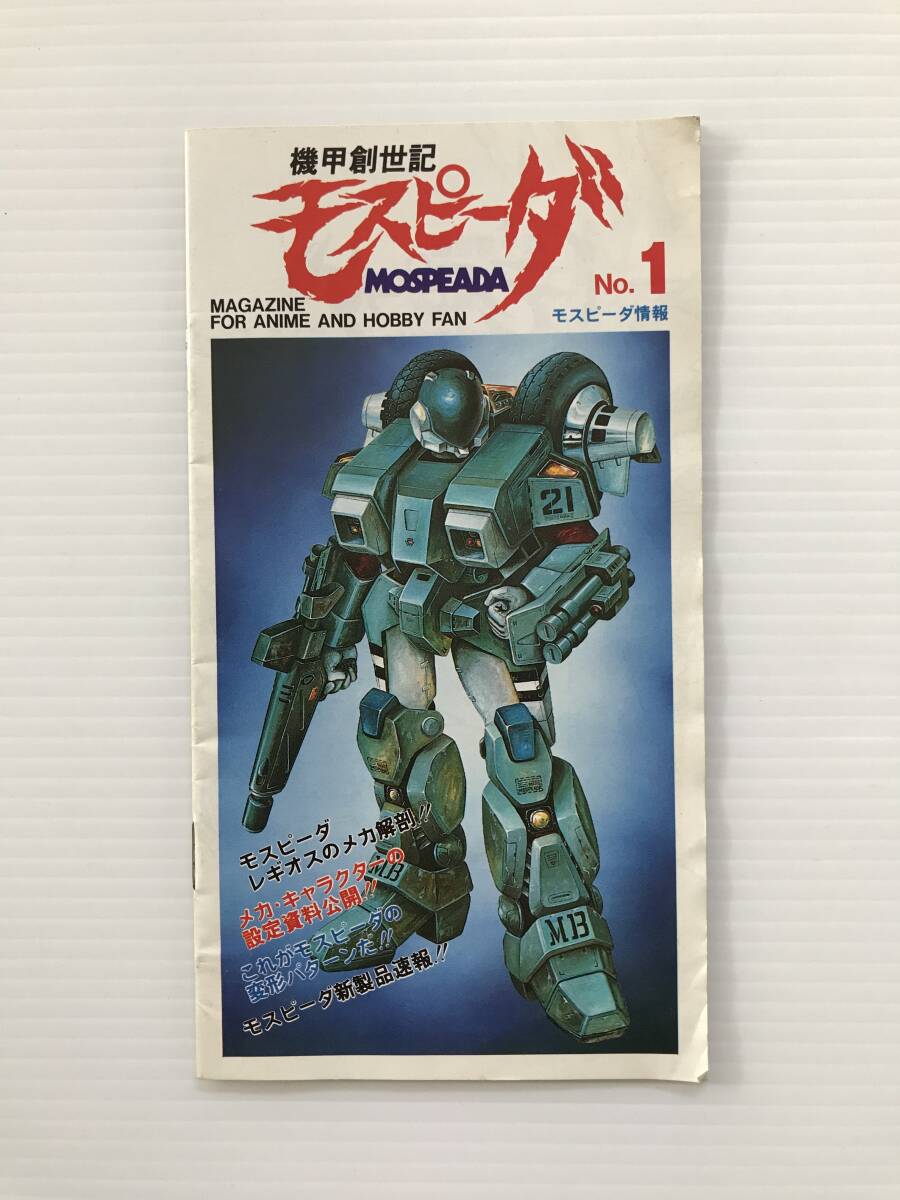 機甲創世記
モスピーダ
MOSPEADA
No.1
MAGAZINE
FOR ANIME AND HOBBY FAN
モスピーダ情報
21
モスピーダ
レギオスのメカ解剖!!
メカ・キャラクターの
設定資料公開!!
これがモスピーダの
変形パターンだ!!
モスピーダ新製品速報!!
MB
MB